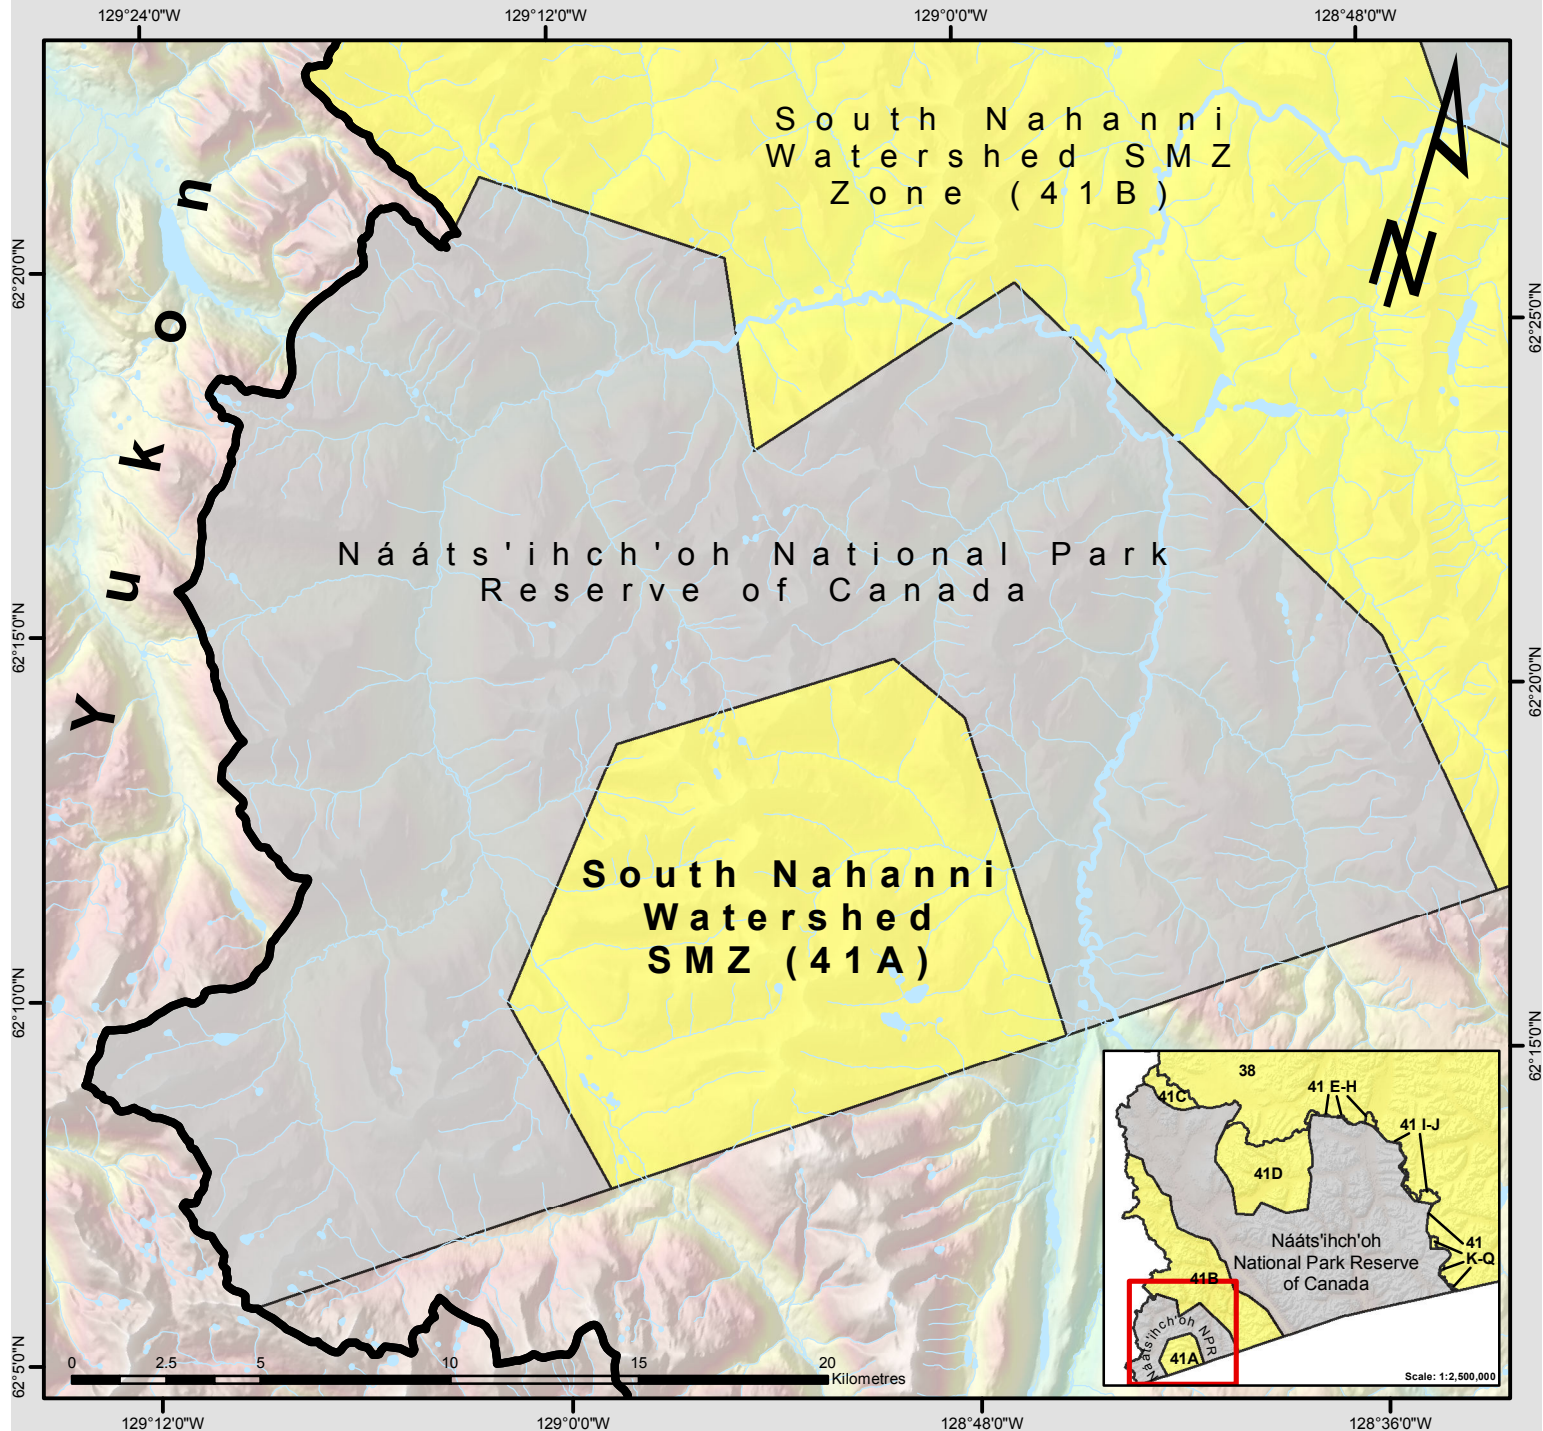 129°24'0"W
129°12'0"W
129°0'0"W
128°48'0"W
South Nahanni
Watershed SMZ
Zone (41B)
N
Yukon
62°20'0"N
62°15'0"N
62°10'0"N
62°5'0"N
62°25'0"N
62°20'0"N
62°15'0"N
Nááts'ihch'oh National Park
Reserve of Canada
South Nahanni
Watershed
SMZ (41A)
38
41C
41 E-H
41 I-J
41D
Nááts'ihch'oh
National Park Reserve
of Canada
41
K-Q
41B
Nááts'ihch'oh NPR
41A
Scale: 1:2,500,000
0 2.5 5 10 15 20
Kilometres
129°12'0"W
129°0'0"W
128°48'0"W
128°36'0"W